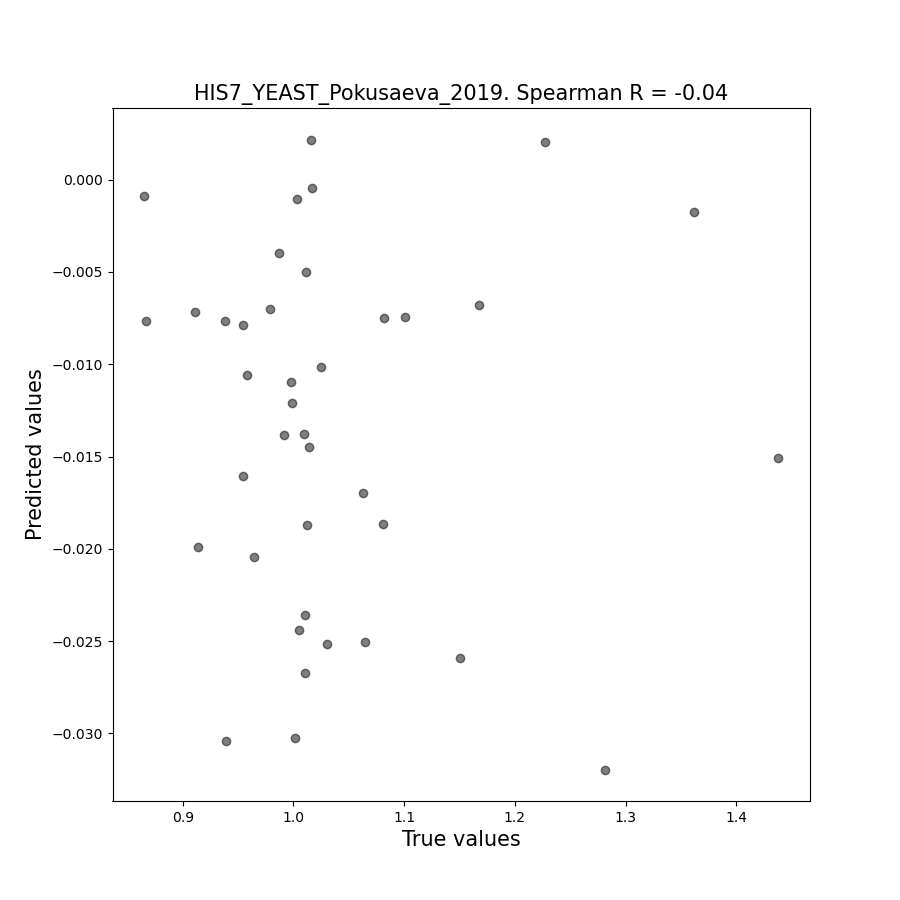 HIS7_YEAST_Pokusaeva_2019. Spearman R = -0.04
Predicted values
0.000
−0.005
−0.010
−0.015
−0.020
−0.025
−0.030
0.9 1.0 1.1 1.2 1.3 1.4
True values